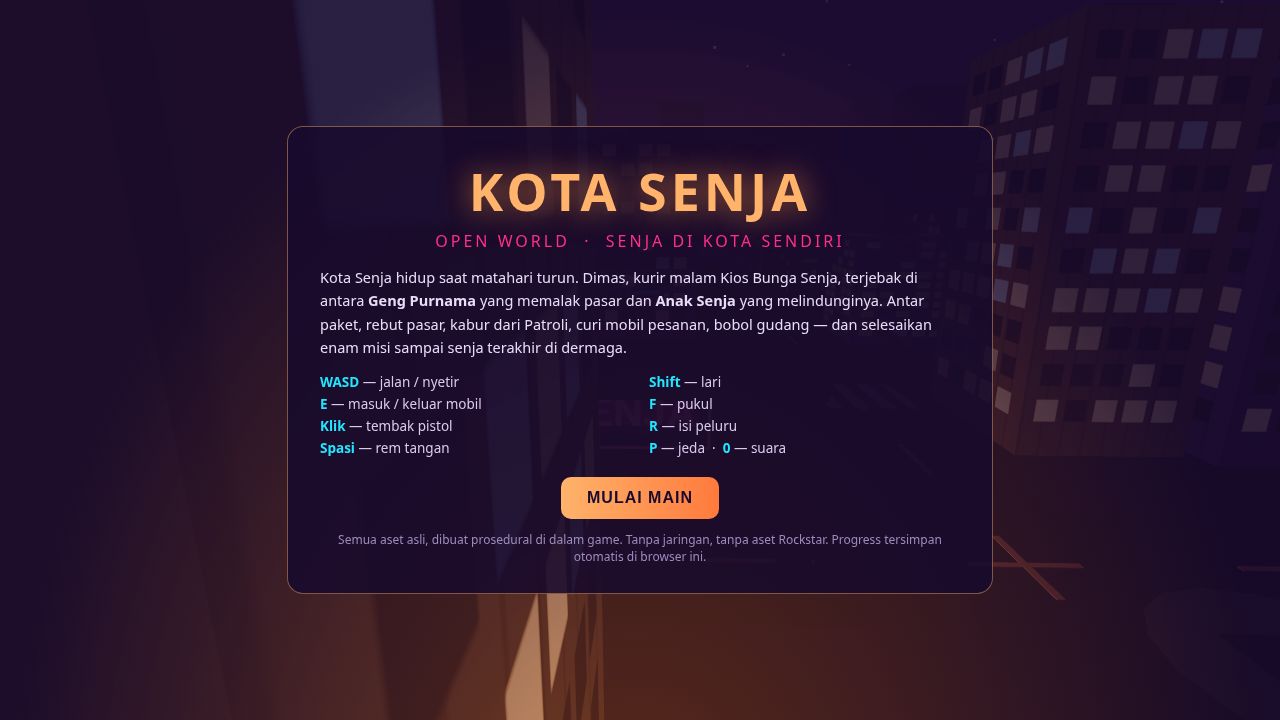 KOTA SENJA
OPEN WORLD · SENJA DI KOTA SENDIRI
Kota Senja hidup saat matahari turun. Dimas, kurir malam Kios Bunga Senja, terjebak di
antara Geng Purnama yang memalak pasar dan Anak Senja yang melindunginya. Antar
paket, rebut pasar, kabur dari Patroli, curi mobil pesanan, bobol gudang — dan selesaikan
enam misi sampai senja terakhir di dermaga.
WASD — jalan / nyetir
Shift — lari
E — masuk / keluar mobil
F — pukul
Klik — tembak pistol
R — isi peluru
Spasi — rem tangan
P — jeda · 0 — suara
MULAI MAIN
Semua aset asli, dibuat prosedural di dalam game. Tanpa jaringan, tanpa aset Rockstar. Progress tersimpan
otomatis di browser ini.